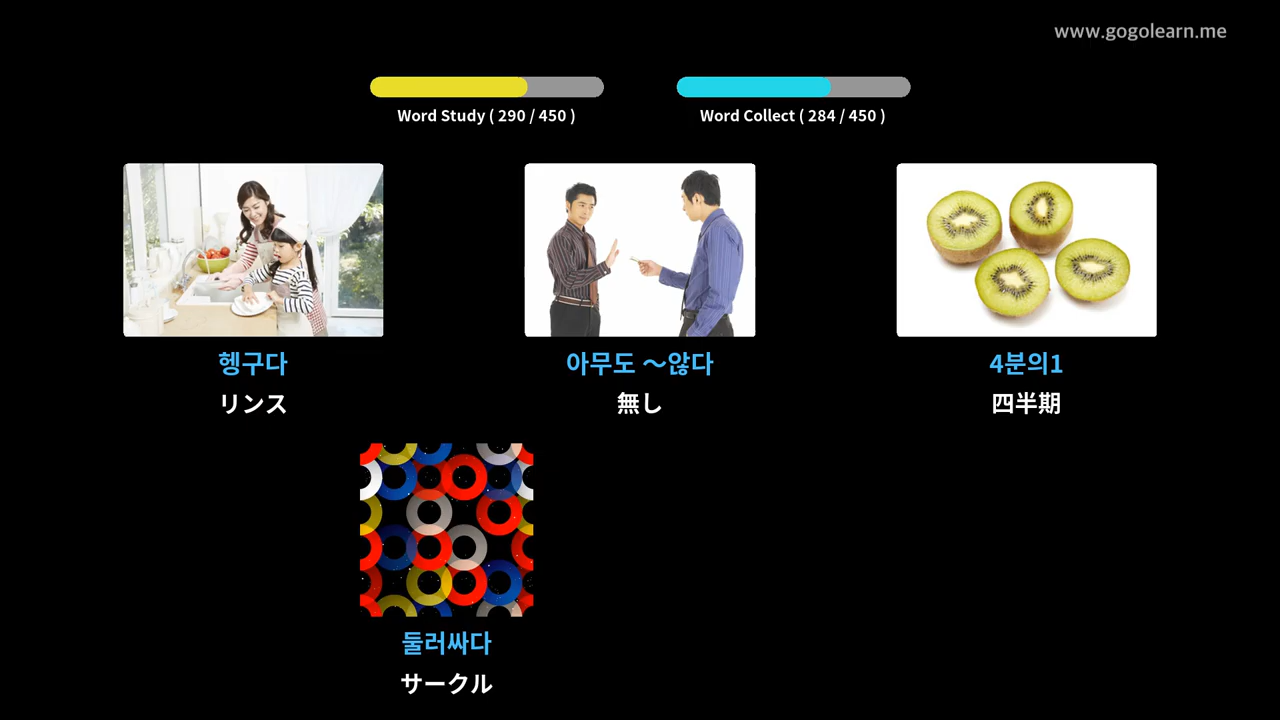 www.gogolearn.me
Word Study ( 290 / 450 )
Word Collect ( 284 / 450 )
헹구다
リンス
아무도 ～않다
無し
4분의1
四半期
둘러싸다
サークル